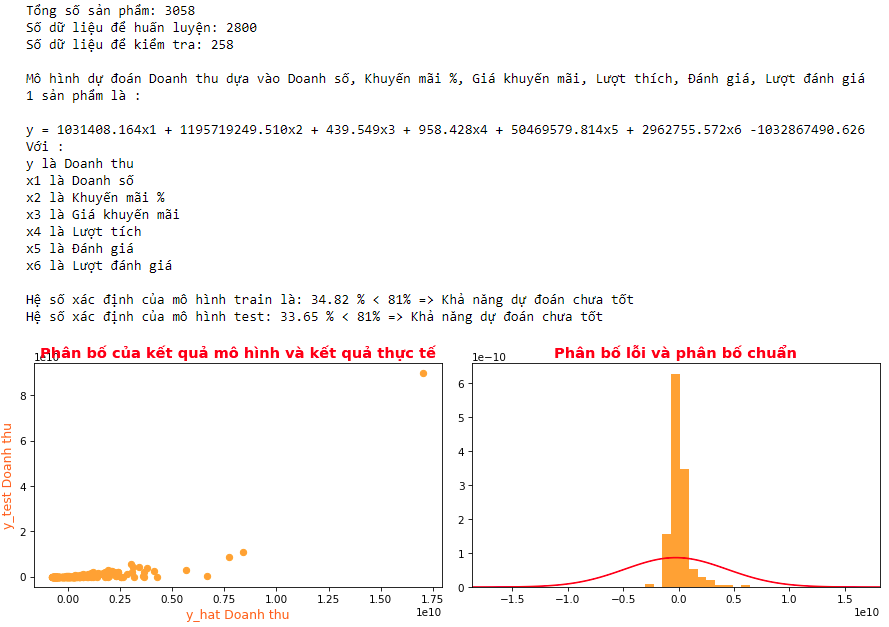 Tổng số sản phẩm: 3058
Số dữ liệu để huấn luyện: 2800
Số dữ liệu để kiểm tra: 258
Mô hình dự đoán Doanh thu dựa vào Doanh số, Khuyến mãi %, Giá khuyến mãi, Lượt thích, Đánh giá, Lượt đánh giá
1 sản phẩm là :
y = 1031408.164x1 + 1195719249.510x2 + 439.549x3 + 958.428x4 + 50469579.814x5 + 2962755.572x6 -1032867490.626
Với :
y là Doanh thu
x1 là Doanh số
x2 là Khuyến mãi %
x3 là Giá khuyến mãi
x4 là Lượt tích
x5 là Đánh giá
x6 là Lượt đánh giá
Hệ số xác định của mô hình train là: 34.82 % < 81% => Khả năng dự đoán chưa tốt
Hệ số xác định của mô hình test: 33.65 % < 81% => Khả năng dự đoán chưa tốt
Phân bố của kết quả mô hình và kết quả thực tế
1e10
8
6
4
2
0
y_test Doanh thu
0.00 0.25 0.50 0.75 1.00 1.25 1.50 1.75
1e10
y_hat Doanh thu
Phân bố lỗi và phân bố chuẩn
1e−10
6
5
4
3
2
1
0
−1.5 −1.0 −0.5 0.0 0.5 1.0 1.5
1e10